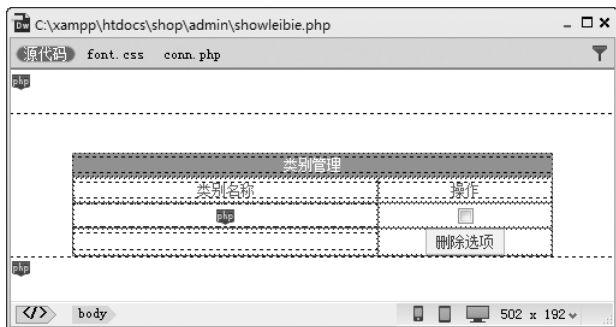 Dw C:\xampp\htdocs\shop\admin\showleibie.php
源代码 font.css conn.php
php
类别管理
类别名称 操作
php
删除选项
php
</> body 502 x 192